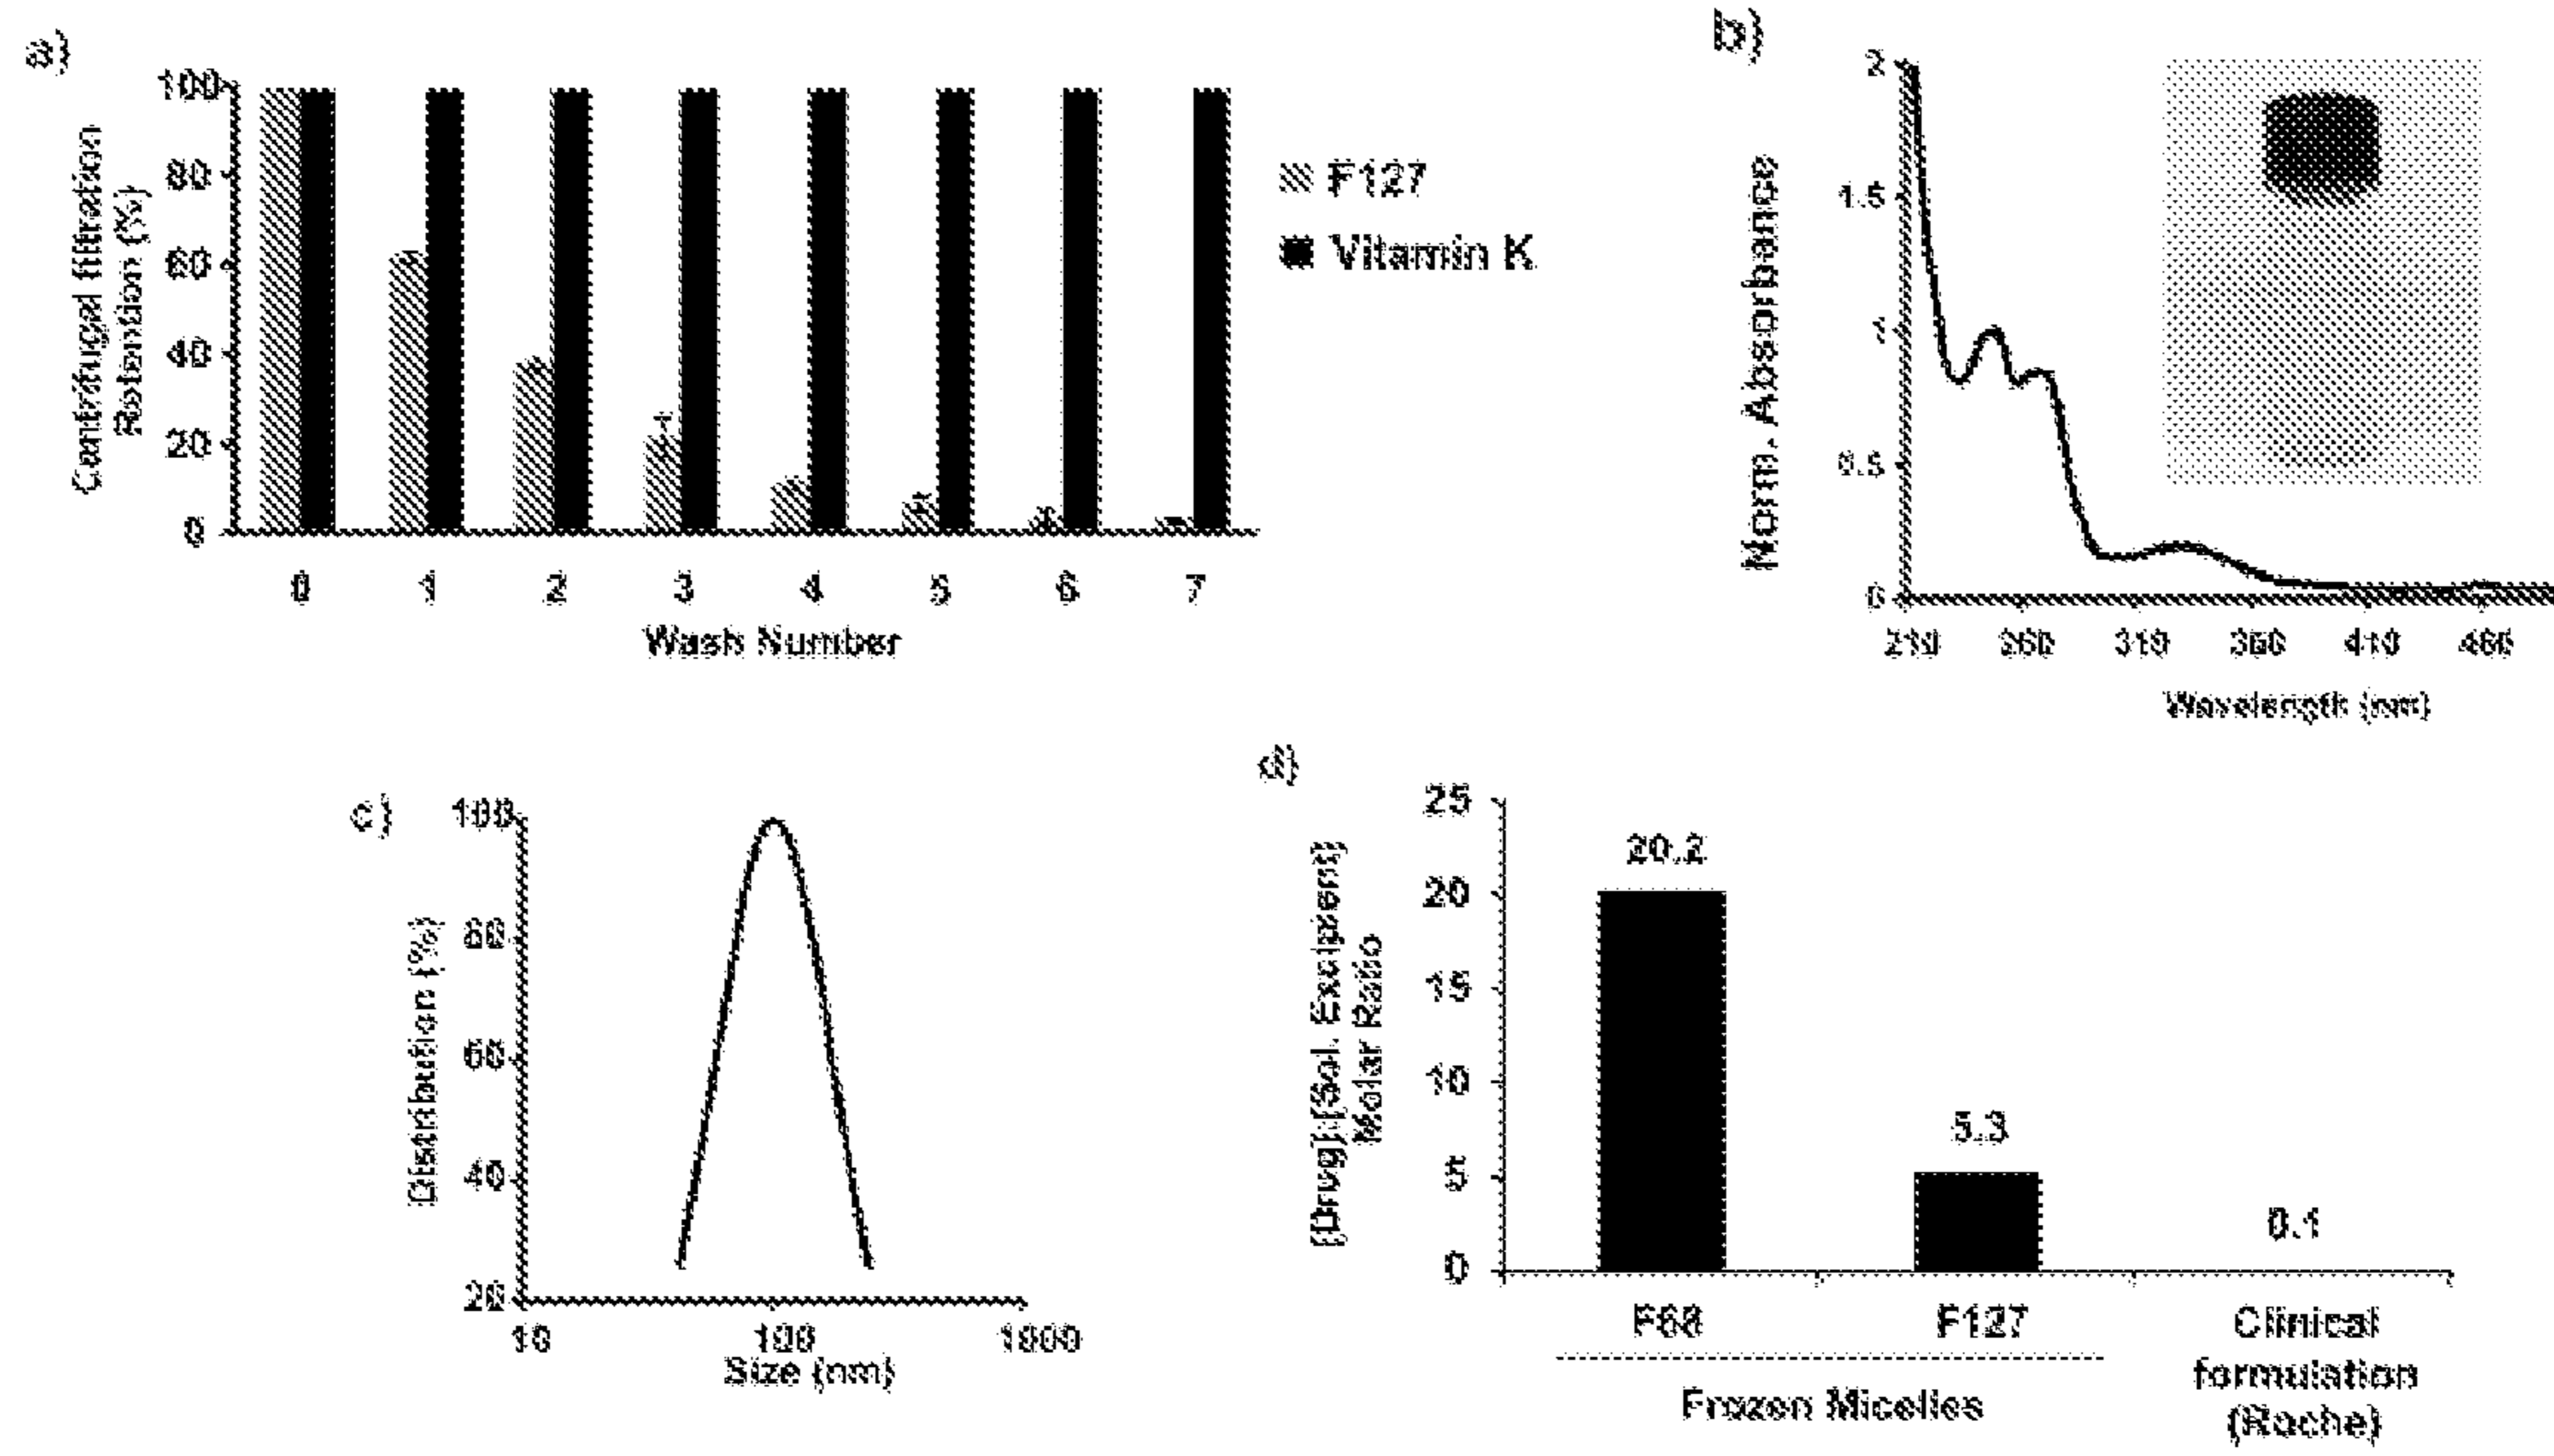 a)
100
80
60
40
20
0
Centrifugal filtration
Retention (%)
0 1 2 3 4 5 6 7
Wash Number
F127
Vitamin K
b)
2
1.5
1
0.5
0
Norm. Absorbance
210 260 310 360 410 460
Wavelength (nm)
c)
100
80
60
40
20
Distribution (%)
10 100 1000
Size (nm)
d)
25
20
15
10
5
0
[Drug]:[Sol. Excipient]
Molar Ratio
20.2
5.3
0.1
F68 F127 Clinical
formulation
(Roche)
Frozen Micelles